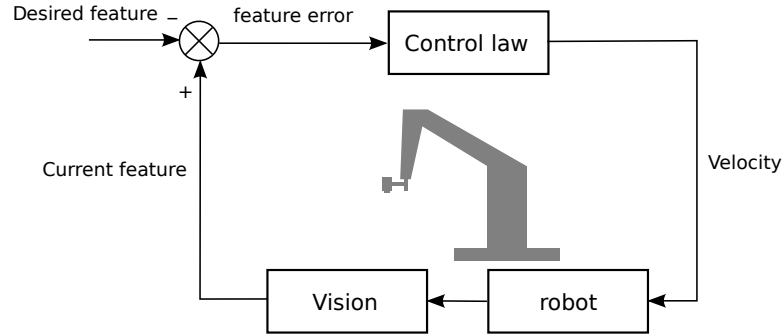 Desired feature
−
feature error
Control law
+
Current feature
Velocity
Vision
robot